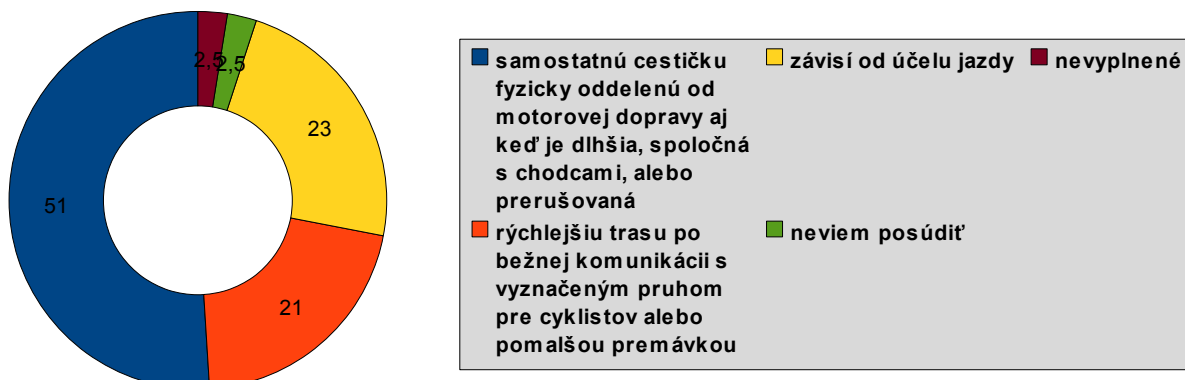 2,5
2,5
23
51
21
samostatnú cestičku
fyzicky oddelenú od
motorovej dopravy aj
keď je dlhšia, spoločná
s chodcami, alebo
prerušovaná
závisí od účelu jazdy
nevyplnené
rýchlejšiu trasu po
bežnej komunikácii s
vyznačeným pruhom
pre cyklistov alebo
pomalšou premávkou
neviem posúdiť